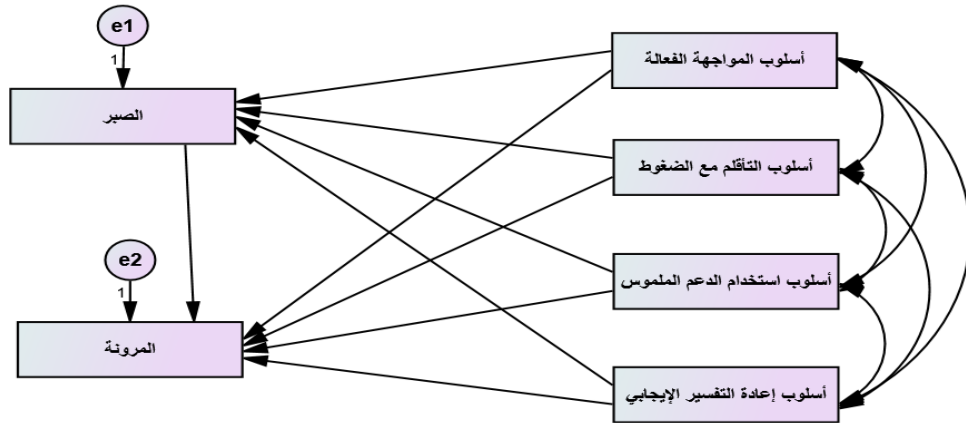 e1
1
الصبر
e2
1
المرونة
أسلوب المواجهة الفعالة
أسلوب التأقلم مع الضغوط
أسلوب استخدام الدعم الملموس
أسلوب إعادة التفسير الإيجابي